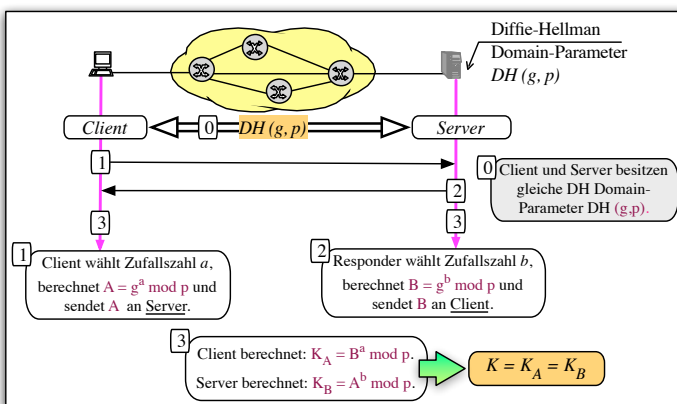 Diffie-Hellman
Domain-Parameter
DH (g, p)
Client
0
DH (g, p)
Server
1
2
3
3
0
Client und Server besitzen
gleiche DH Domain-
Parameter DH (g,p).
1
Client wählt Zufallszahl a,
berechnet A = g^a mod p und
sendet A an Server.
2
Responder wählt Zufallszahl b,
berechnet B = g^b mod p und
sendet B an Client.
3
Client berechnet: K_A = B^a mod p.
Server berechnet: K_B = A^b mod p.
K = K_A = K_B